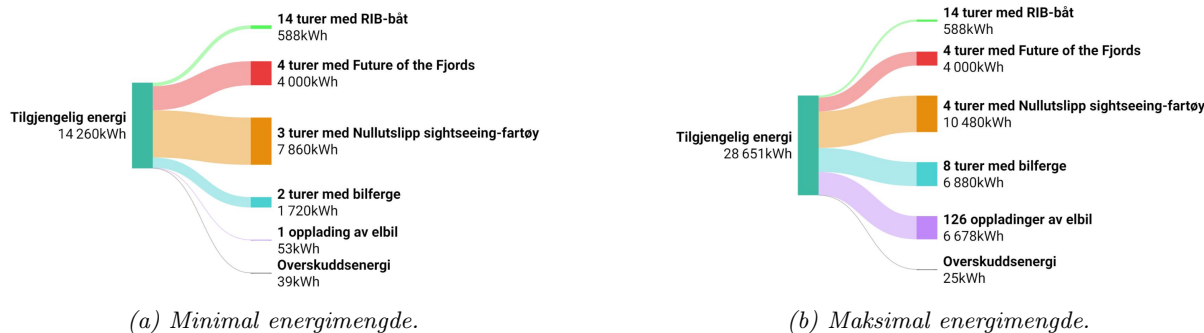 14 turer med RIB-båt
588kWh
4 turer med Future of the Fjords
4 000kWh
Tilgjengelig energi
14 260kWh
3 turer med Nullutslipp sightseeing-fartøy
7 860kWh
2 turer med bilferge
1 720kWh
1 opplading av elbil
53kWh
Overskuddsenergi
39kWh
(a) Minimal energimengde.
14 turer med RIB-båt
588kWh
4 turer med Future of the Fjords
4 000kWh
4 turer med Nullutslipp sightseeing-fartøy
10 480kWh
Tilgjengelig energi
28 651kWh
8 turer med bilferge
6 880kWh
126 oppladinger av elbil
6 678kWh
Overskuddsenergi
25kWh
(b) Maksimal energimengde.